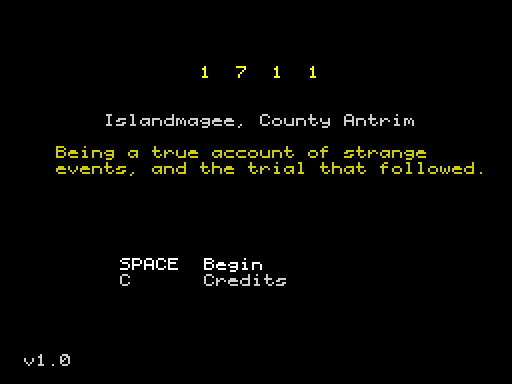 1 7 1 1
Islandmagee, County Antrim
Being a true account of strange
events, and the trial that followed.
SPACE Begin
C Credits
v1.0